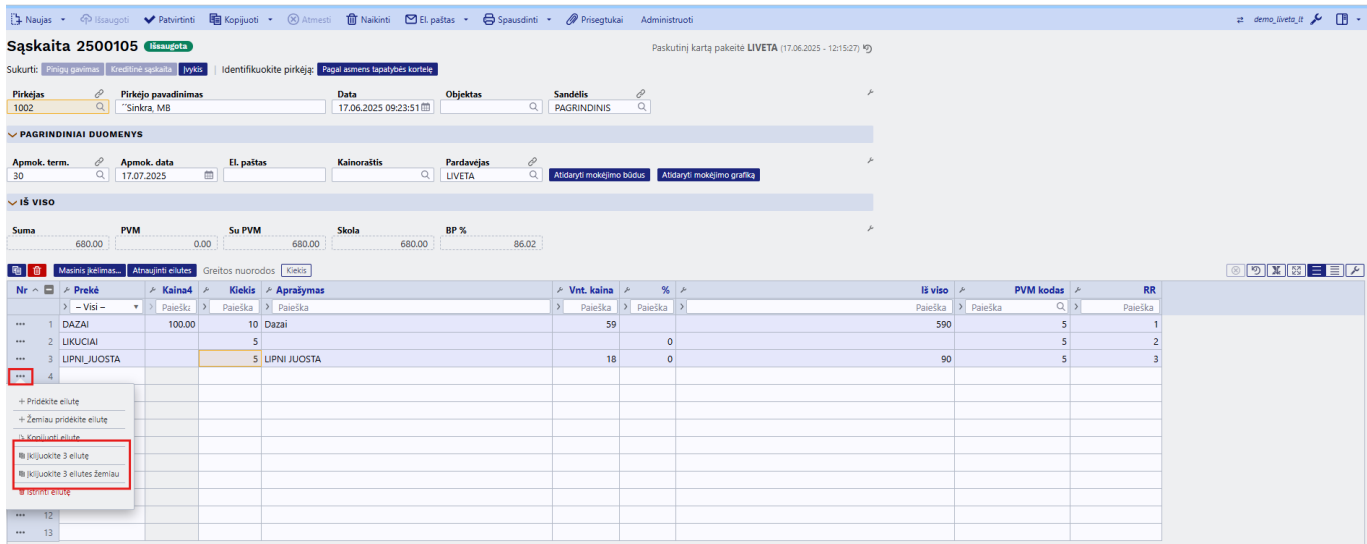 Naujas Išsaugoti Patvirtinti Kopijuoti Atmesti Naikinti El. paštas Spausdinti Prisegtukai Administruoti demo_liveta_lt
Sąskaita 2500105 Išsaugota Paskutinį kartą pakeitė LIVETA (17.06.2025 - 12:15:27)
Sukurti: Pinigų gavimas Kreditinė sąskaita Įvykis | Identifikuokite pirkėją: Pagal asmens tapatybės kortelę
Pirkėjas Pirkėjo pavadinimas Data Objektas Sandėlis
1002 ˜Sinkra, MB 17.06.2025 09:23:51 PAGRINDINIS
PAGRINDINIAI DUOMENYS
Apmok. term. Apmok. data El. paštas Kainoraštis Pardavėjas
30 17.07.2025 LIVETA Atidaryti mokėjimo būdus Atidaryti mokėjimo grafiką
IŠ VISO
Suma PVM Su PVM Skola BP %
680.00 0.00 680.00 680.00 86.02
Masinis įkėlimas... Atnaujinti eilutes Greitos nuorodos Kiekis
Nr Prekė Kaina4 Kiekis Aprašymas Vnt. kaina % Iš viso PVM kodas RR
– Visi – Paieška Paieška Paieška Paieška Paieška Paieška Paieška Paieška
1 DAZAI 100.00 10 Dazai 59 590 5 1
2 LIKUCIAI 5 0 5 2
3 LIPNI_JUOSTA 5 LIPNI JUOSTA 18 0 90 5 3
4
+ Pridėkite eilutę
+ Žemiau pridėkite eilutę
Kopijuoti eilutę
Įklijuokite 3 eilutę
Įklijuokite 3 eilutes žemiau
Ištrinti eilutę
12
13